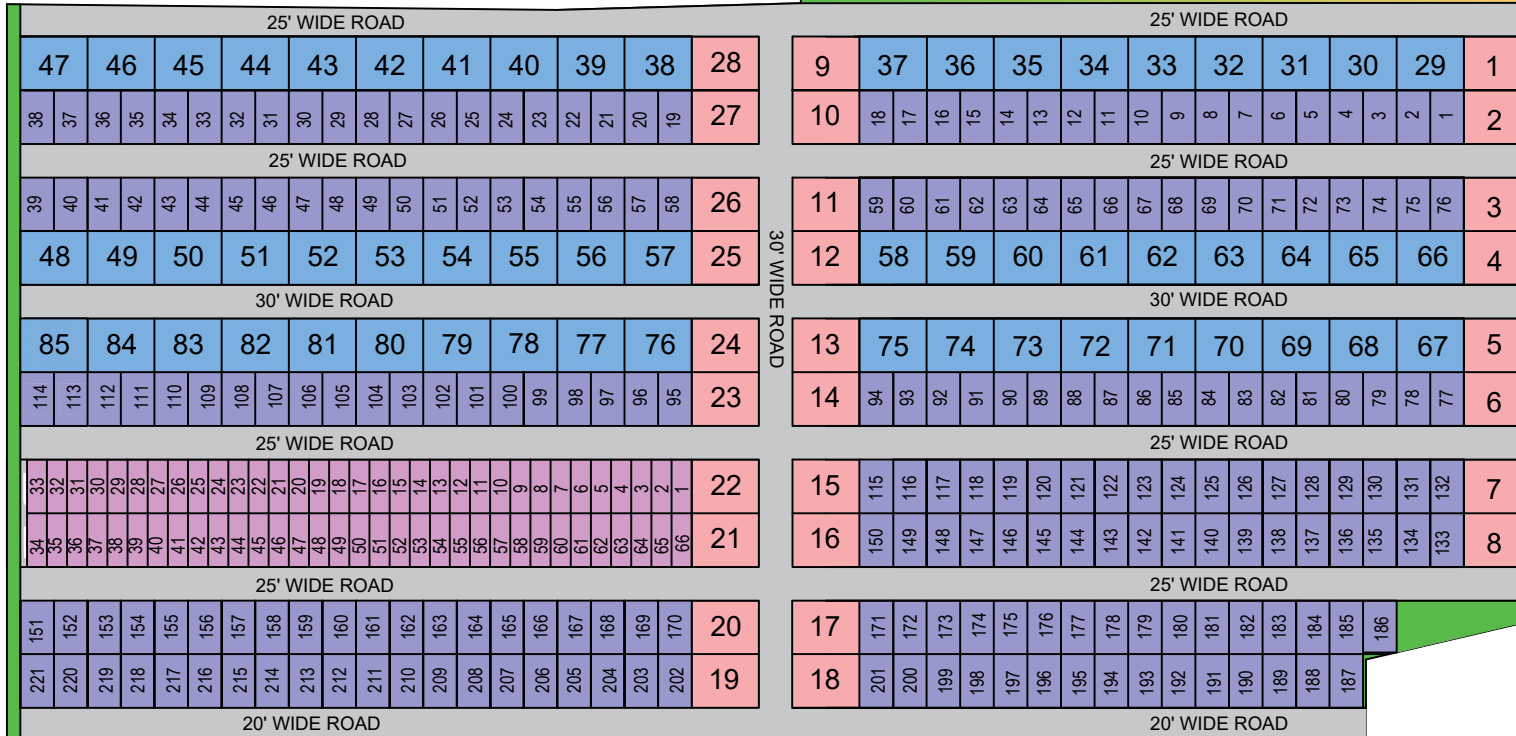 25' WIDE ROAD 25' WIDE ROAD
47 46 45 44 43 42 41 40 39 38 28 9 37 36 35 34 33 32 31 30 29 1
38 37 36 35 34 33 32 31 30 29 28 27 26 25 24 23 22 21 20 19 27 10 18 17 16 15 14 13 12 11 10 9 8 7 6 5 4 3 2 1 2
25' WIDE ROAD 25' WIDE ROAD
39 40 41 42 43 44 45 46 47 48 49 50 51 52 53 54 55 56 57 58 26 11 59 60 61 62 63 64 65 66 67 68 69 70 71 72 73 74 75 76 3
48 49 50 51 52 53 54 55 56 57 25 12 58 59 60 61 62 63 64 65 66 4
30' WIDE ROAD
30' WIDE ROAD 30' WIDE ROAD
85 84 83 82 81 80 79 78 77 76 24 13 75 74 73 72 71 70 69 68 67 5
114 113 112 111 110 109 108 107 106 105 104 103 102 101 100 99 98 97 96 95 23 14 94 93 92 91 90 89 88 87 86 85 84 83 82 81 80 79 78 77 6
25' WIDE ROAD 25' WIDE ROAD
33 32 31 30 29 28 27 26 25 24 23 22 21 20 19 18 17 16 15 14 13 12 11 10 9 8 7 6 5 4 3 2 1 22 15 115 116 117 118 119 120 121 122 123 124 125 126 127 128 129 130 131 132 7
34 35 36 37 38 39 40 41 42 43 44 45 46 47 48 49 50 51 52 53 54 55 56 57 58 59 60 61 62 63 64 65 66 21 16 150 149 148 147 146 145 144 143 142 141 140 139 138 137 136 135 134 133 8
25' WIDE ROAD 25' WIDE ROAD
151 152 153 154 155 156 157 158 159 160 161 162 163 164 165 166 167 168 169 170 20 17 171 172 173 174 175 176 177 178 179 180 181 182 183 184 185 186
221 220 219 218 217 216 215 214 213 212 211 210 209 208 207 206 205 204 203 202 19 18 201 200 199 198 197 196 195 194 193 192 191 190 189 188 187
20' WIDE ROAD 20' WIDE ROAD